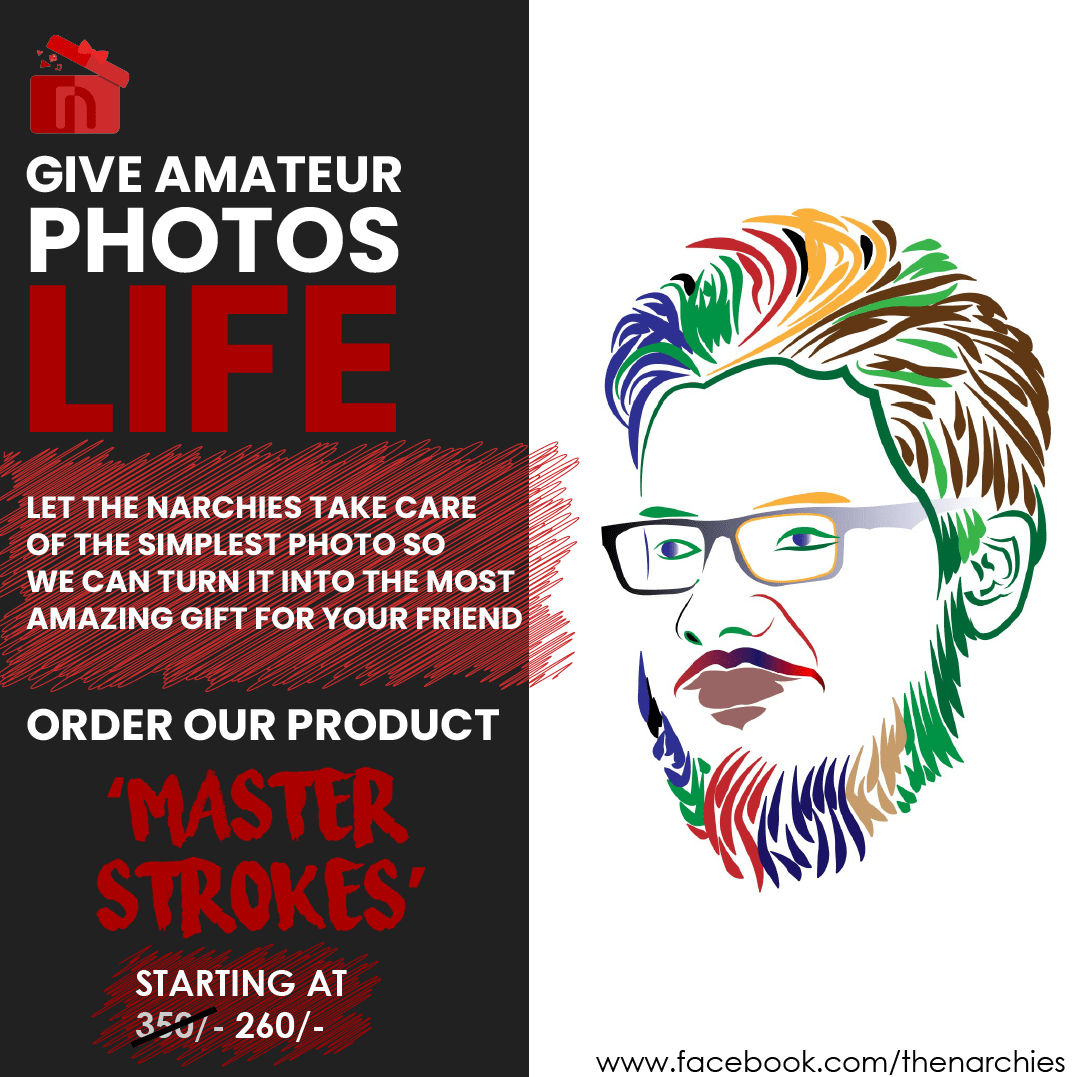 GIVE AMATEUR
PHOTOS
LIFE
LET THE NARCHIES TAKE CARE
OF THE SIMPLEST PHOTO SO
WE CAN TURN IT INTO THE MOST
AMAZING GIFT FOR YOUR FRIEND
ORDER OUR PRODUCT
‘MASTER
STROKES’
STARTING AT
350/- 260/-
www.facebook.com/thenarchies